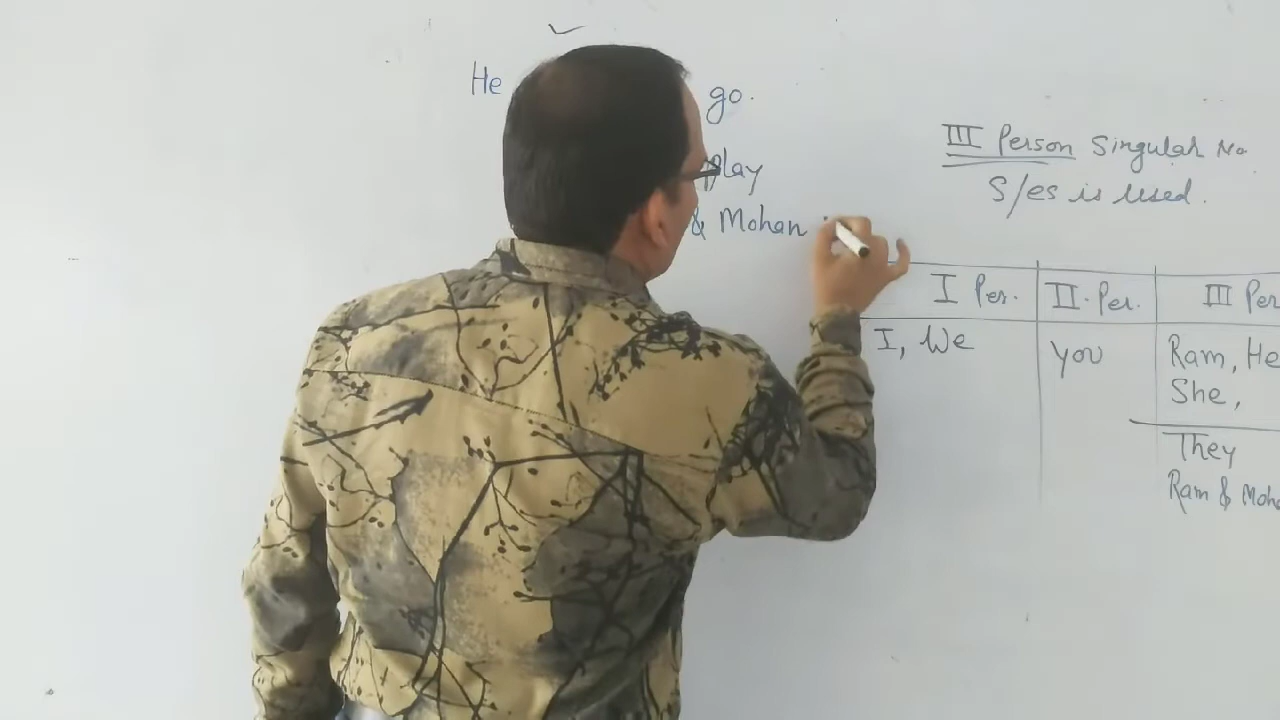 He go.
play
& Mohan
III Person Singular No
S/es is used.
I Per. II. Per. III Per
I, We you Ram, He
She,
They
Ram & Moh